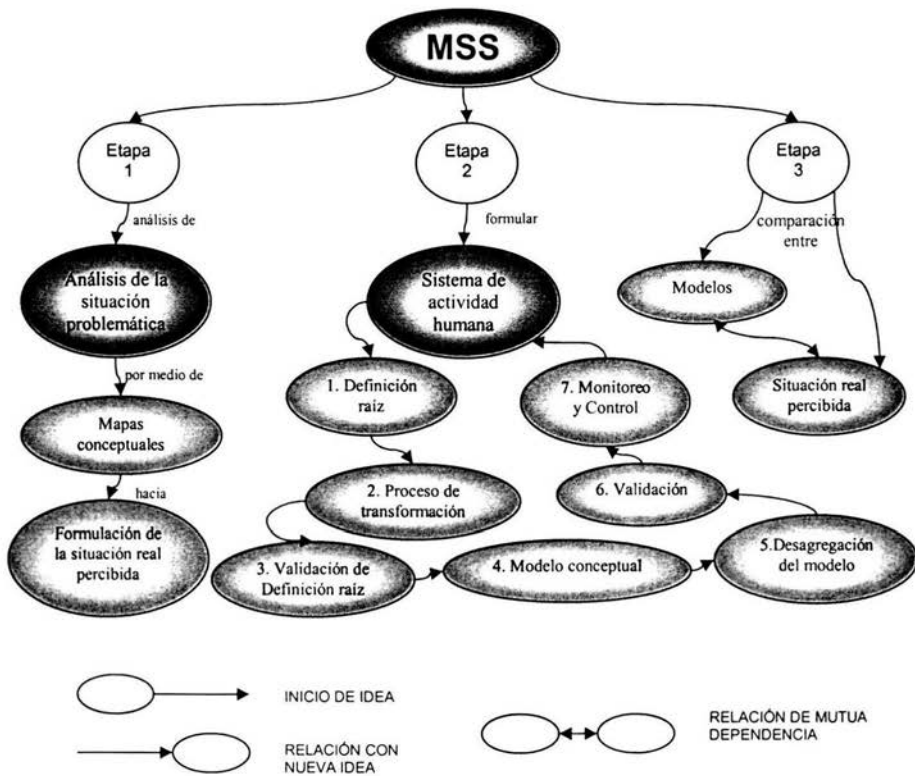 MSS
Etapa
1
Etapa
2
Etapa
3
análisis de
formular
comparación
entre
Análisis de la
situación
problemática
Sistema de
actividad
humana
Modelos
por medio de
1. Definición
raíz
7. Monitoreo
y Control
Situación real
percibida
Mapas
conceptuales
hacia
2. Proceso de
transformación
6. Validación
Formulación de
la situación real
percibida
3. Validación de
Definición raíz
4. Modelo conceptual
5.Desagregación
del modelo
INICIO DE IDEA
RELACIÓN CON
NUEVA IDEA
RELACIÓN DE MUTUA
DEPENDENCIA